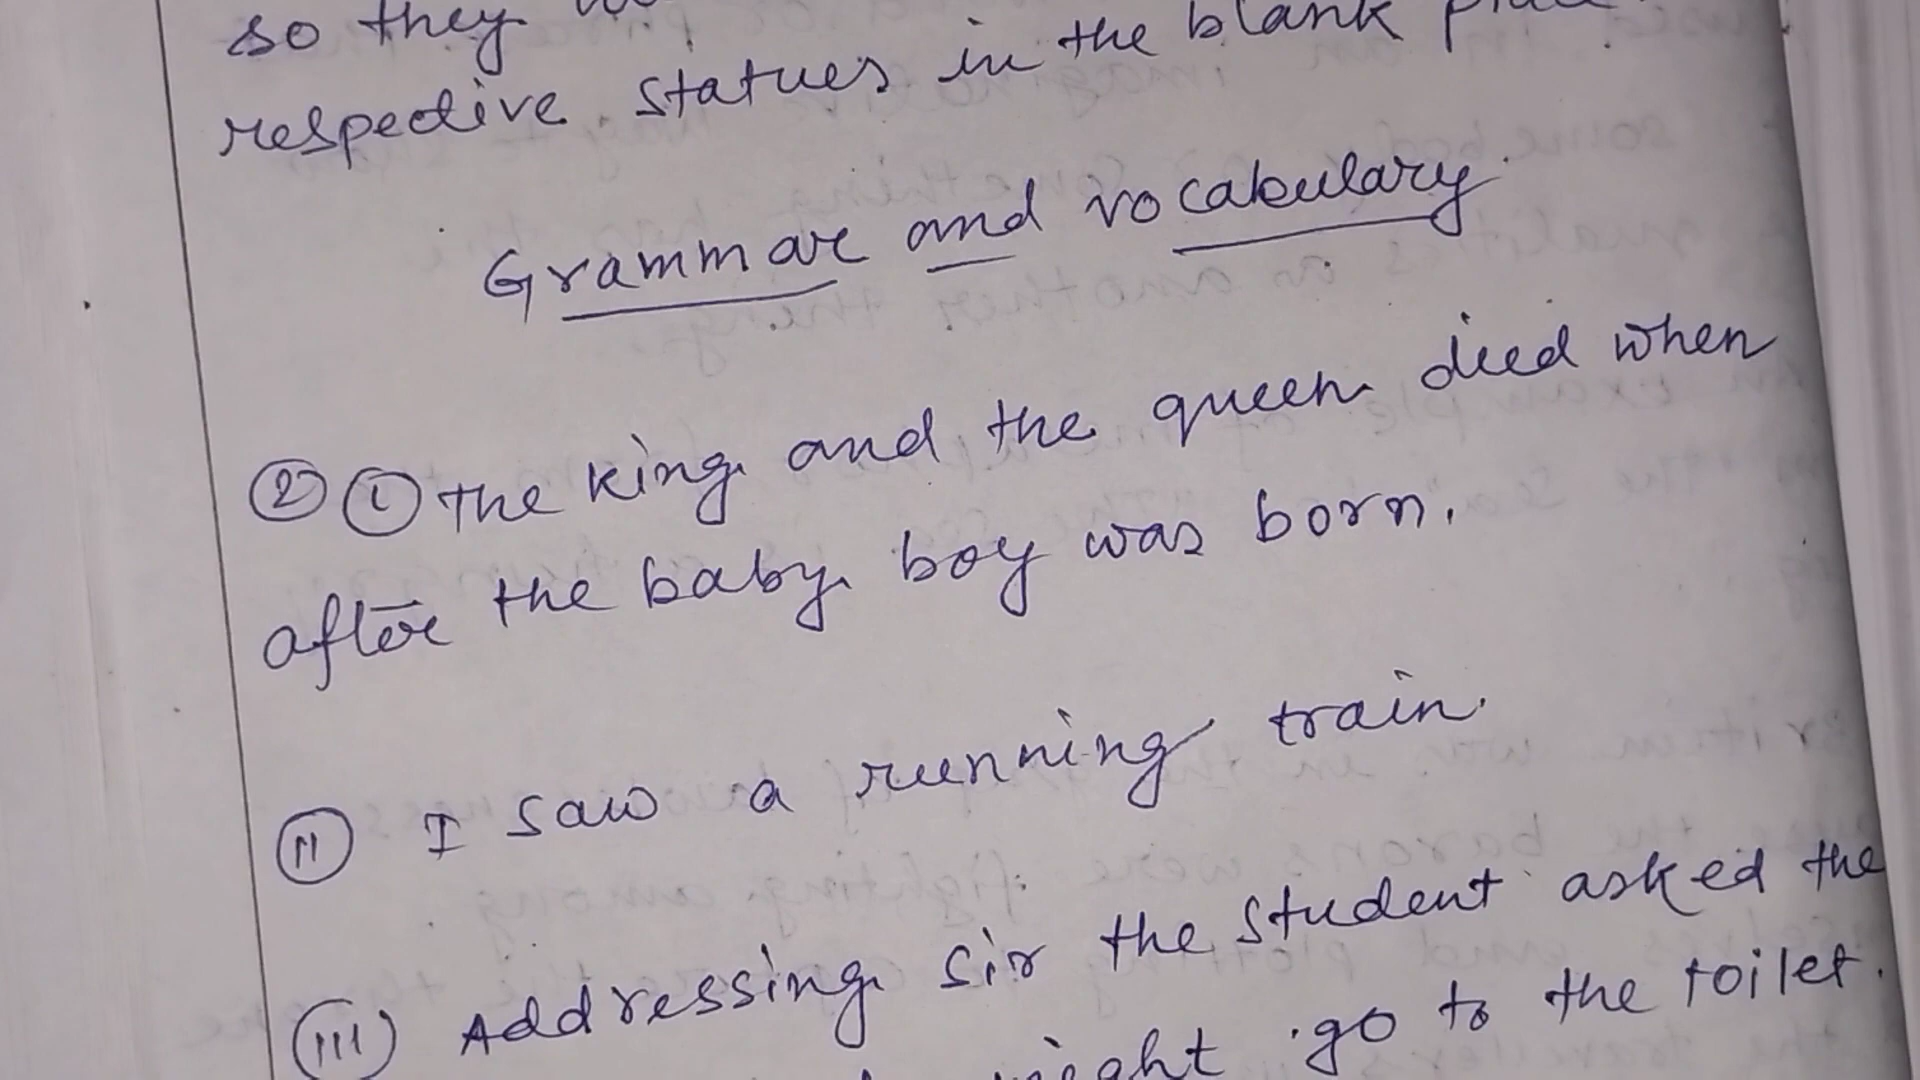 so they
respective statues in the blank
Grammar and vocabulary
② ① The king and the queen died when
after the baby boy was born.
(II) I saw a running train.
(III) Addressing sir the student asked the
might go to the toilet.